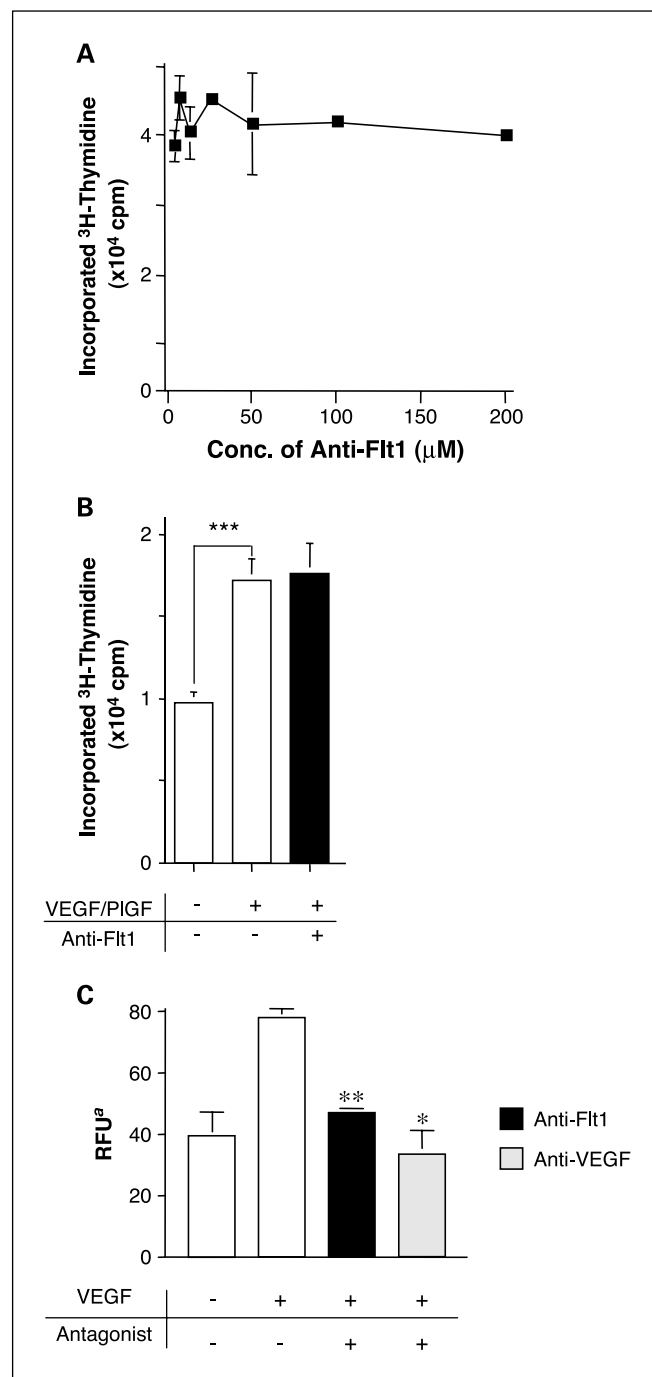 A
Incorporated ³H-Thymidine
(x10⁴ cpm)
4
2
0
0 50 100 150 200
Conc. of Anti-Flt1 (μM)
B
***
Incorporated ³H-Thymidine
(x10⁴ cpm)
2
1
0
VEGF/PlGF - + +
Anti-Flt1 - - +
C
RFUᵃ
80
60
40
20
0
**
*
Anti-Flt1
Anti-VEGF
VEGF - + + +
Antagonist - - + +